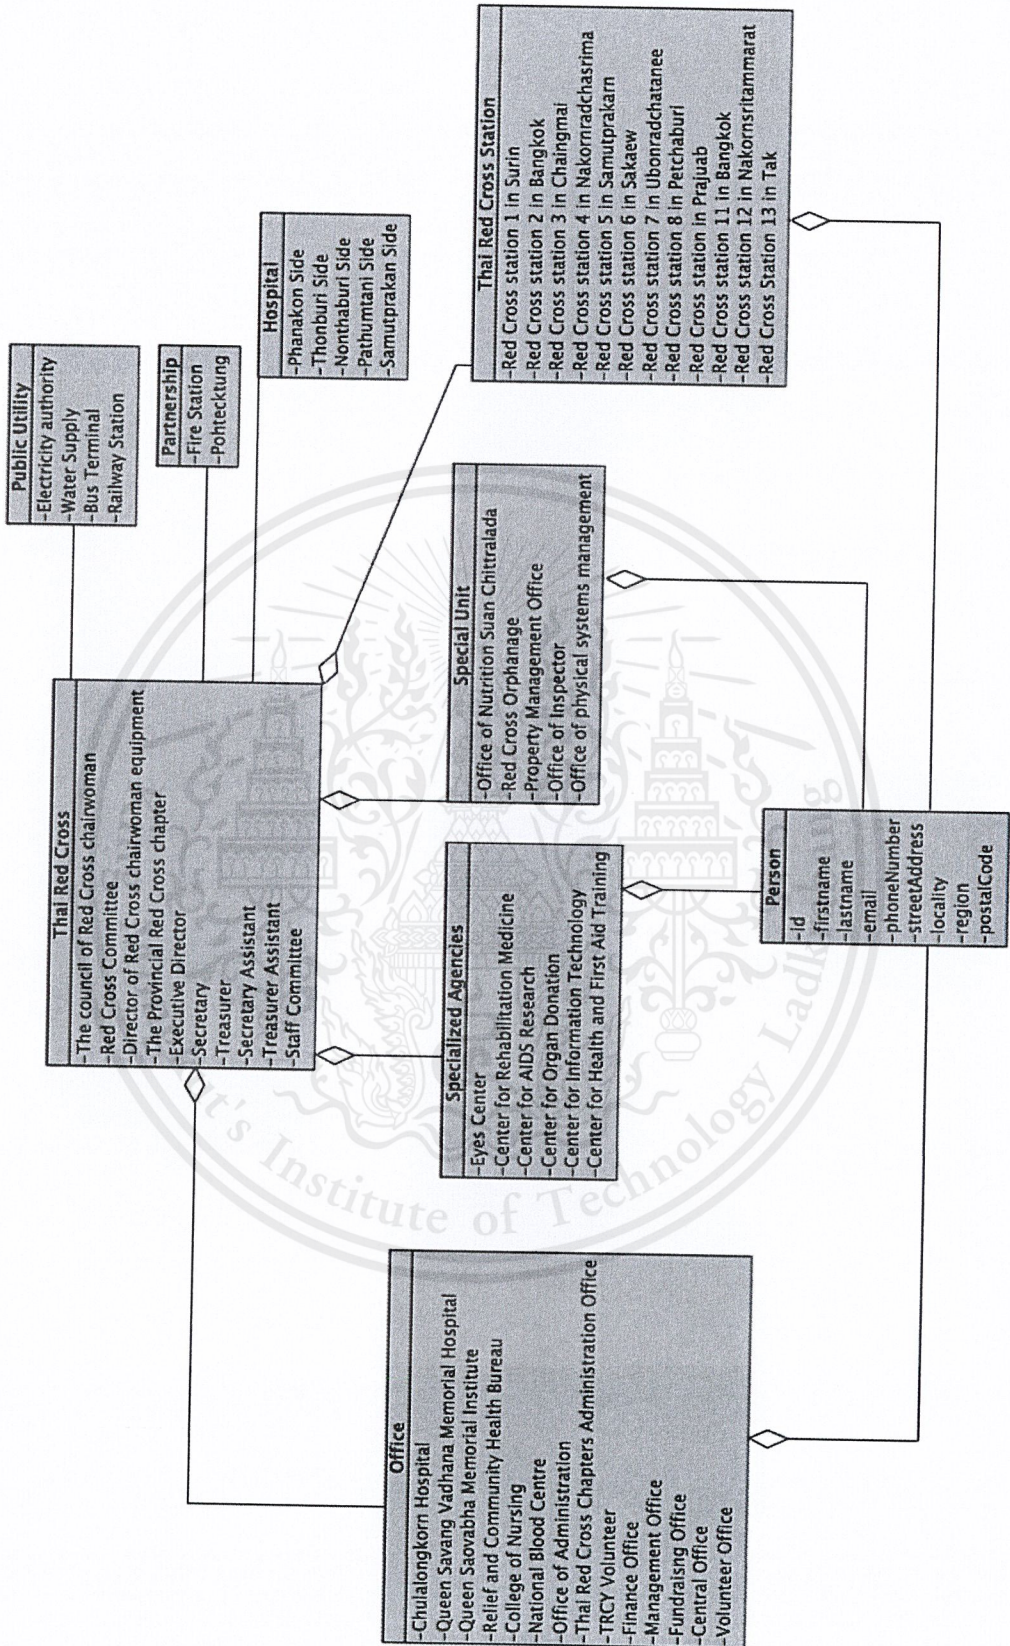 Public Utility
-Electricity authority
-Water Supply
-Bus Terminal
-Railway Station
Partnership
-Fire Station
-Pohtecktung
Hospital
-Phanakon Side
-Thonburi Side
-Nonthaburi Side
-Pathumtani Side
-Samutprakan Side
Thai Red Cross
-The council of Red Cross chairwoman
-Red Cross Committee
-Director of Red Cross chairwoman equipment
-The Provincial Red Cross chapter
-Executive Director
-Secretary
-Treasurer
-Secretary Assistant
-Treasurer Assistant
-Staff Committee
Office
-Chulalongkorn Hospital
-Queen Savang Vadhana Memorial Hospital
-Queen Saovabha Memorial Institute
-Relief and Community Health Bureau
-College of Nursing
-National Blood Centre
-Office of Administration
-Thai Red Cross Chapters Administration Office
-TRCY Volunteer
-Finance Office
-Management Office
-Fundraisng Office
-Central Office
-Volunteer Office
Specialized Agencies
-Eyes Center
-Center for Rehabilitation Medicine
-Center for AIDS Research
-Center for Organ Donation
-Center for Information Technology
-Center for Health and First Aid Training
Special Unit
-Office of Nutrition Suan Chittralada
-Red Cross Orphanage
-Property Management Office
-Office of Inspector
-Office of physical systems management
Thai Red Cross Station
-Red Cross station 1 in Surin
-Red Cross station 2 in Bangkok
-Red Cross station 3 in Chaingmai
-Red Cross station 4 in Nakornradchasrima
-Red Cross station 5 in Samutprakarn
-Red Cross station 6 in Sakaew
-Red Cross station 7 in Ubonradchatanee
-Red Cross station 8 in Petchaburi
-Red Cross station in Prajuab
-Red Cross station 11 in Bangkok
-Red Cross station 12 in Nakornsritammarat
-Red Cross Station 13 in Tak
Person
-id
-firstname
-lastname
-email
-phoneNumber
-streetAddress
-locality
-region
-postalCode
't's Institute of Technology Ladk